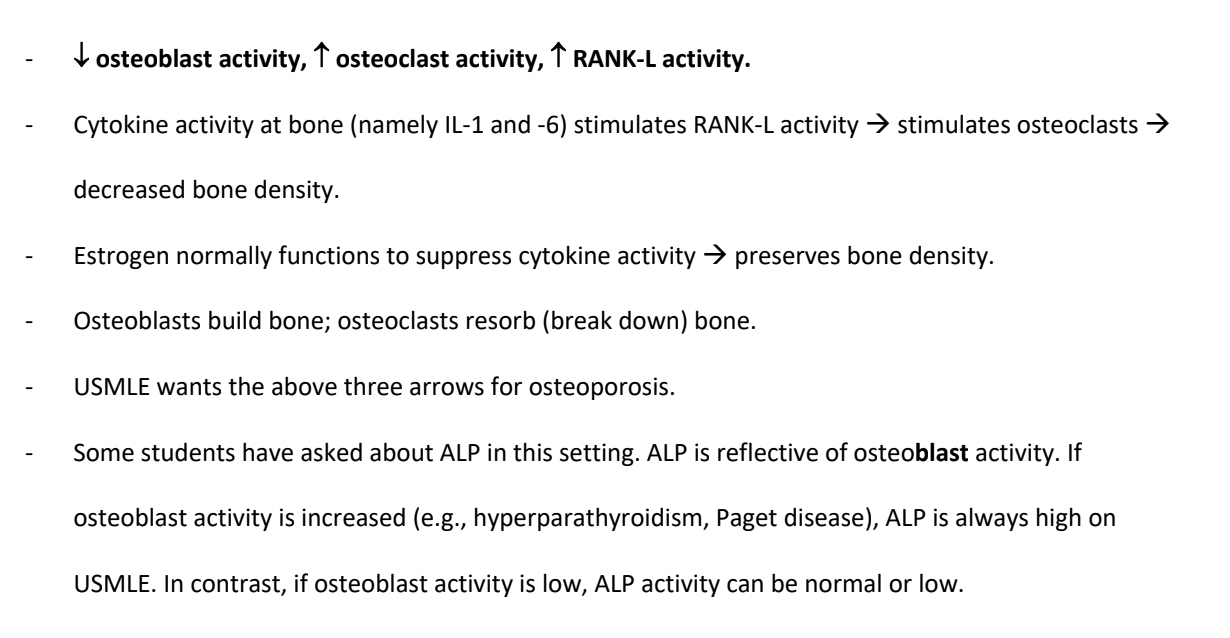 - ↓ osteoblast activity, ↑ osteoclast activity, ↑ RANK-L activity.
- Cytokine activity at bone (namely IL-1 and -6) stimulates RANK-L activity → stimulates osteoclasts →
decreased bone density.
- Estrogen normally functions to suppress cytokine activity → preserves bone density.
- Osteoblasts build bone; osteoclasts resorb (break down) bone.
- USMLE wants the above three arrows for osteoporosis.
- Some students have asked about ALP in this setting. ALP is reflective of osteoblast activity. If
osteoblast activity is increased (e.g., hyperparathyroidism, Paget disease), ALP is always high on
USMLE. In contrast, if osteoblast activity is low, ALP activity can be normal or low.